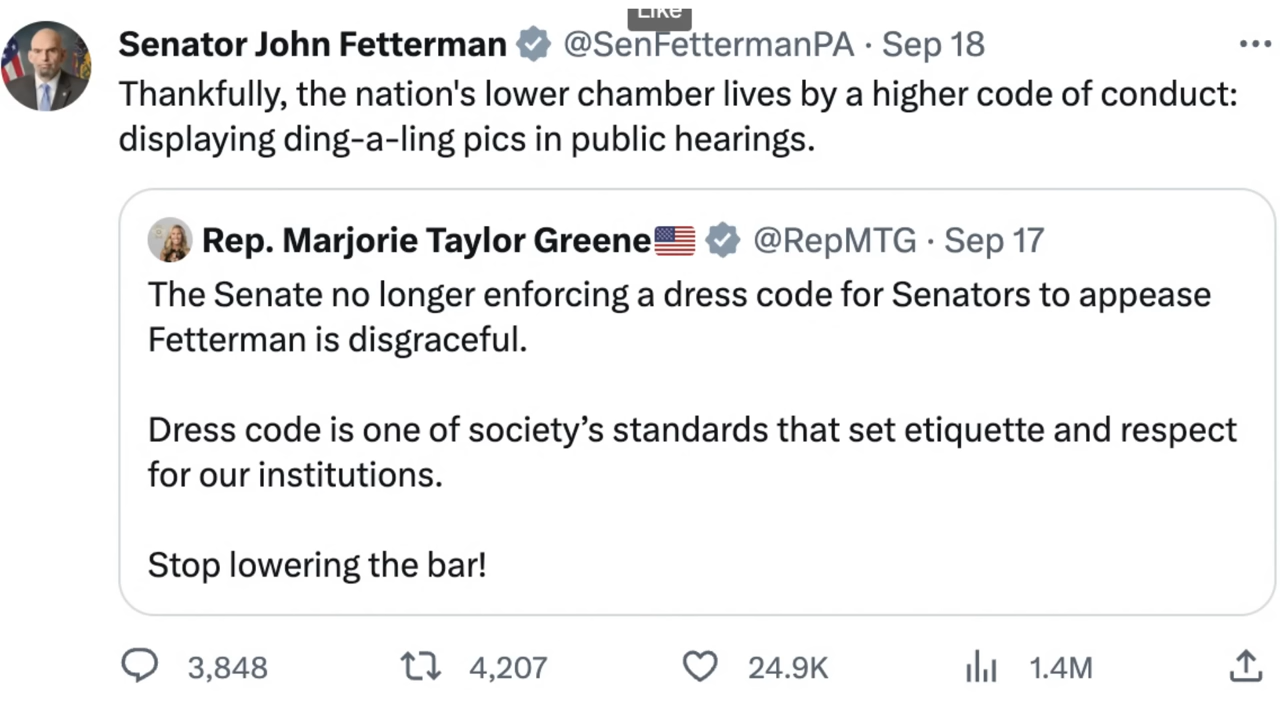 Like
Senator John Fetterman @SenFettermanPA · Sep 18
Thankfully, the nation's lower chamber lives by a higher code of conduct:
displaying ding-a-ling pics in public hearings.
Rep. Marjorie Taylor Greene🇺🇸 @RepMTG · Sep 17
The Senate no longer enforcing a dress code for Senators to appease
Fetterman is disgraceful.
Dress code is one of society’s standards that set etiquette and respect
for our institutions.
Stop lowering the bar!
3,848 4,207 24.9K 1.4M